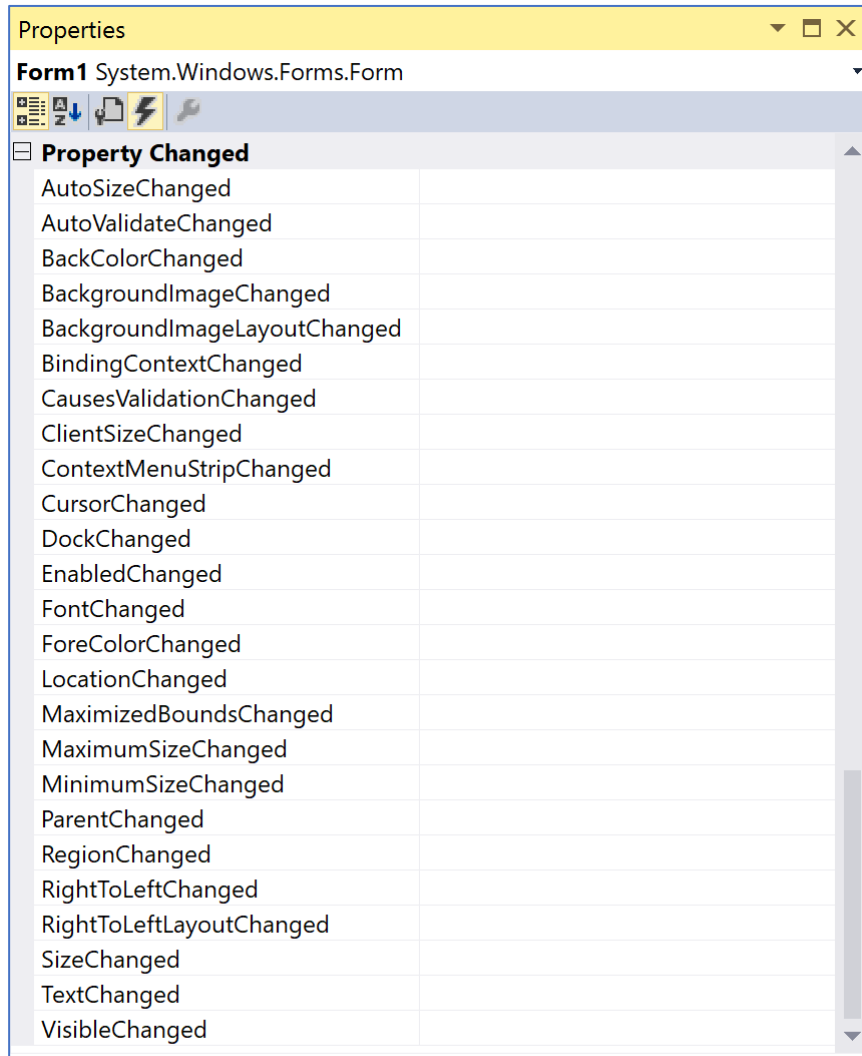 Properties
Form1 System.Windows.Forms.Form
Property Changed
AutoSizeChanged
AutoValidateChanged
BackColorChanged
BackgroundImageChanged
BackgroundImageLayoutChanged
BindingContextChanged
CausesValidationChanged
ClientSizeChanged
ContextMenuStripChanged
CursorChanged
DockChanged
EnabledChanged
FontChanged
ForeColorChanged
LocationChanged
MaximizedBoundsChanged
MaximumSizeChanged
MinimumSizeChanged
ParentChanged
RegionChanged
RightToLeftChanged
RightToLeftLayoutChanged
SizeChanged
TextChanged
VisibleChanged